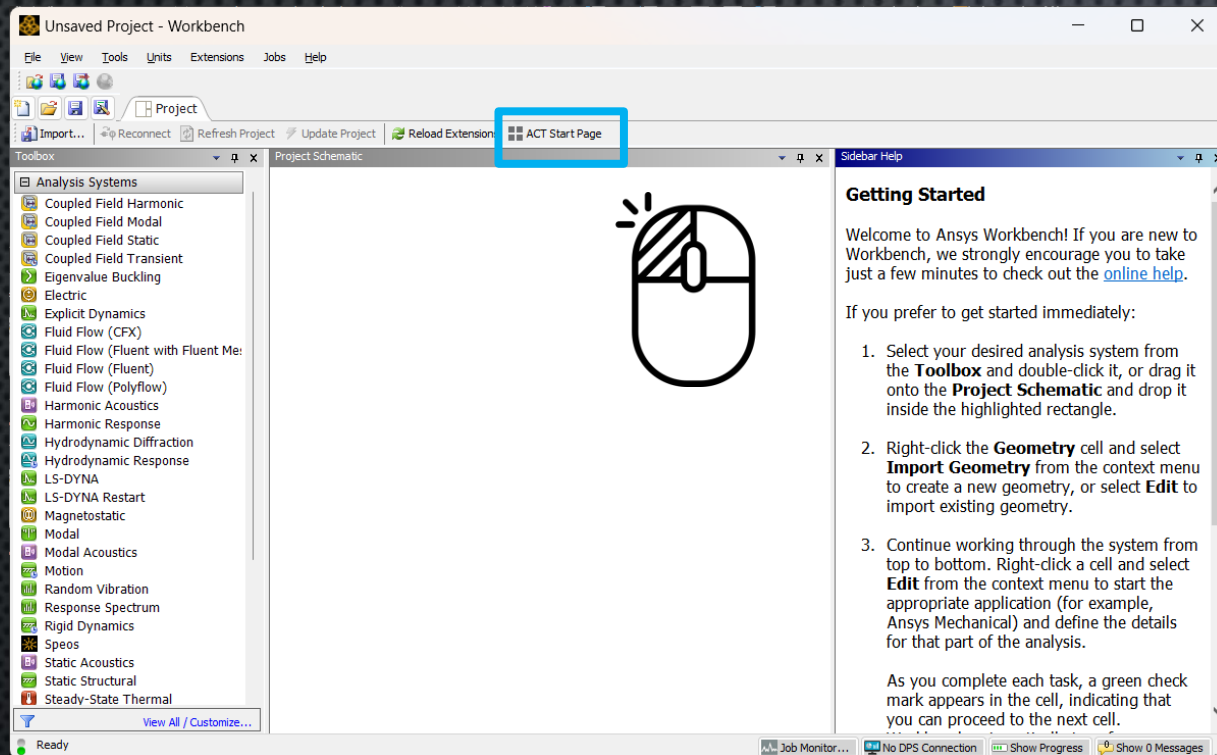 Unsaved Project - Workbench
File View Tools Units Extensions Jobs Help
Project
Import... Reconnect Refresh Project Update Project Reload Extension ACT Start Page
Toolbox
Project Schematic
Sidebar Help
Analysis Systems
Coupled Field Harmonic
Coupled Field Modal
Coupled Field Static
Coupled Field Transient
Eigenvalue Buckling
Electric
Explicit Dynamics
Fluid Flow (CFX)
Fluid Flow (Fluent with Fluent Me
Fluid Flow (Fluent)
Fluid Flow (Polyflow)
Harmonic Acoustics
Harmonic Response
Hydrodynamic Diffraction
Hydrodynamic Response
LS-DYNA
LS-DYNA Restart
Magnetostatic
Modal
Modal Acoustics
Motion
Random Vibration
Response Spectrum
Rigid Dynamics
Speos
Static Acoustics
Static Structural
Steady-State Thermal
View All / Customize...
Getting Started
Welcome to Ansys Workbench! If you are new to
Workbench, we strongly encourage you to take
just a few minutes to check out the online help.
If you prefer to get started immediately:
1. Select your desired analysis system from
the Toolbox and double-click it, or drag it
onto the Project Schematic and drop it
inside the highlighted rectangle.
2. Right-click the Geometry cell and select
Import Geometry from the context menu
to create a new geometry, or select Edit to
import existing geometry.
3. Continue working through the system from
top to bottom. Right-click a cell and select
Edit from the context menu to start the
appropriate application (for example,
Ansys Mechanical) and define the details
for that part of the analysis.
As you complete each task, a green check
mark appears in the cell, indicating that
you can proceed to the next cell.
Ready
Job Monitor... No DPS Connection Show Progress Show 0 Messages